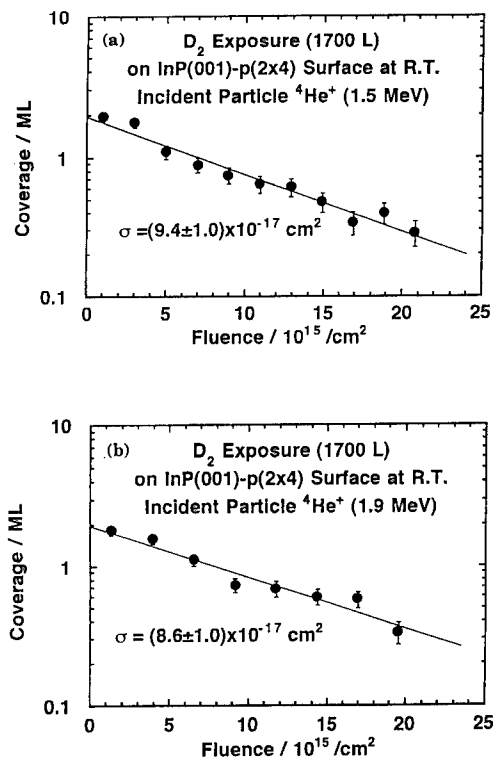 (a)
D₂ Exposure (1700 L)
on InP(001)-p(2x4) Surface at R.T.
Incident Particle ⁴He⁺ (1.5 MeV)
σ =(9.4±1.0)x10⁻¹⁷ cm²
Coverage / ML
10
1
0.1
0 5 10 15 20 25
Fluence / 10¹⁵ /cm²
(b)
D₂ Exposure (1700 L)
on InP(001)-p(2x4) Surface at R.T.
Incident Particle ⁴He⁺ (1.9 MeV)
σ = (8.6±1.0)x10⁻¹⁷ cm²
Coverage / ML
10
1
0.1
0 5 10 15 20 25
Fluence / 10¹⁵ /cm²